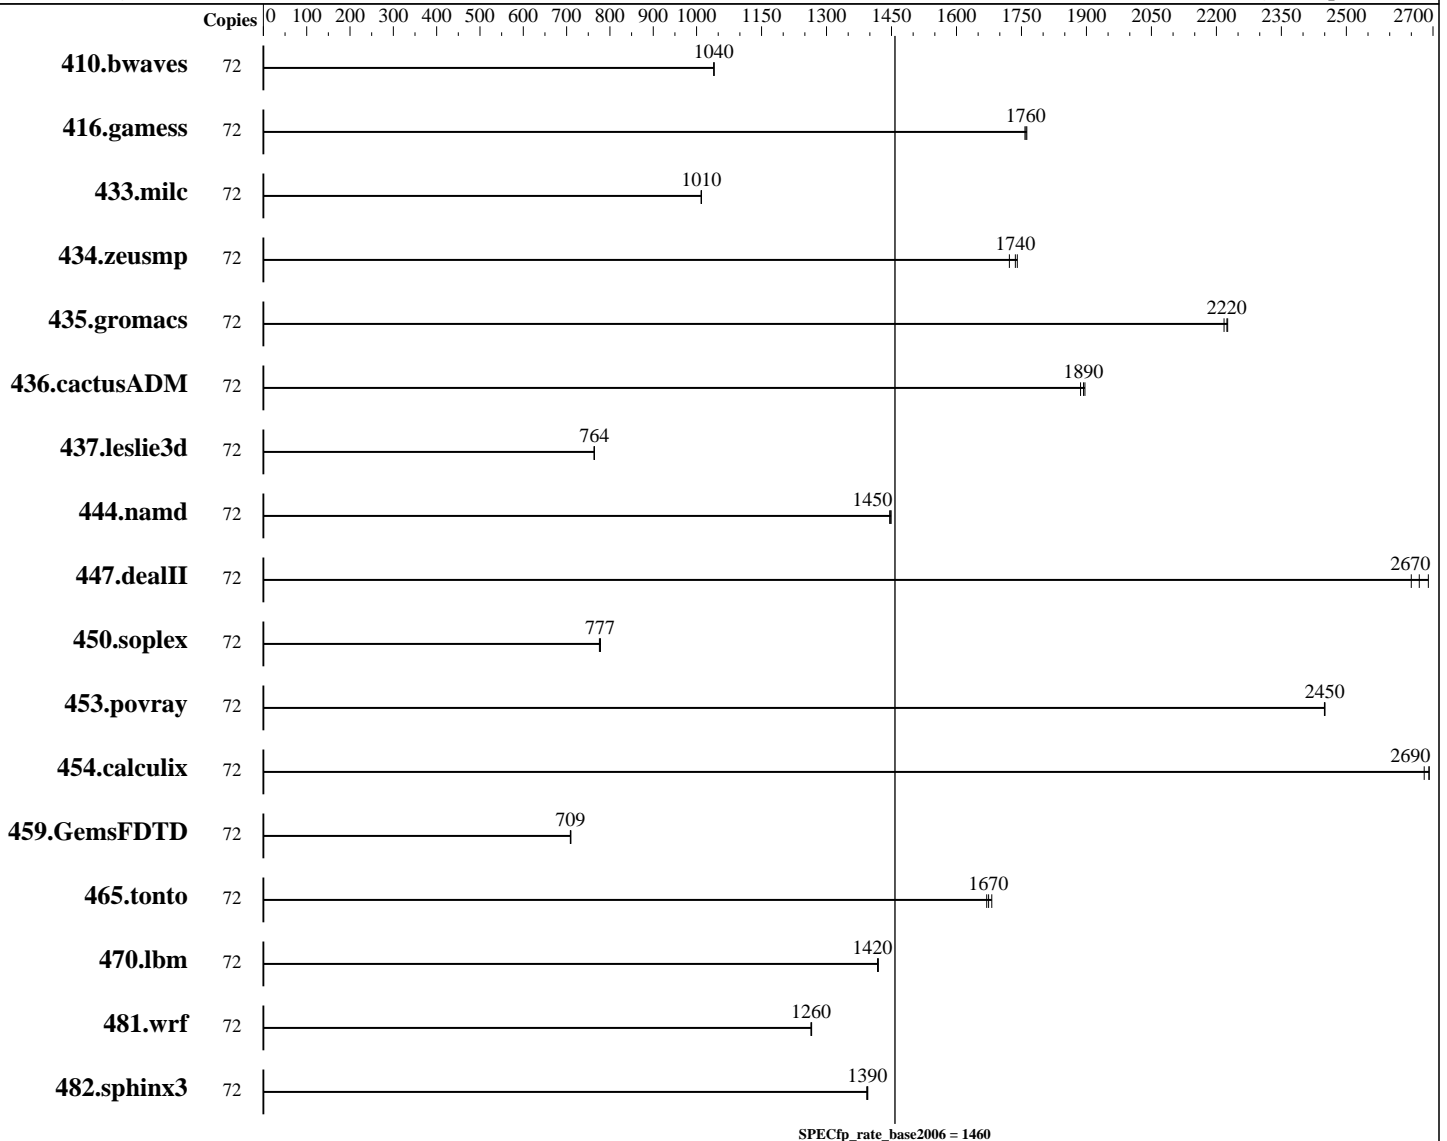 Copies 0 100 200 300 400 500 600 700 800 900 1000 1150 1300 1450 1600 1750 1900 2050 2200 2350 2500 2700
1040
410.bwaves 72
1760
416.gamess 72
1010
433.milc 72
1740
434.zeusmp 72
2220
435.gromacs 72
1890
436.cactusADM 72
764
437.leslie3d 72
1450
444.namd 72
2670
447.dealII 72
777
450.soplex 72
2450
453.povray 72
2690
454.calculix 72
709
459.GemsFDTD 72
1670
465.tonto 72
1420
470.lbm 72
1260
481.wrf 72
1390
482.sphinx3 72
SPECfp_rate_base2006 = 1460